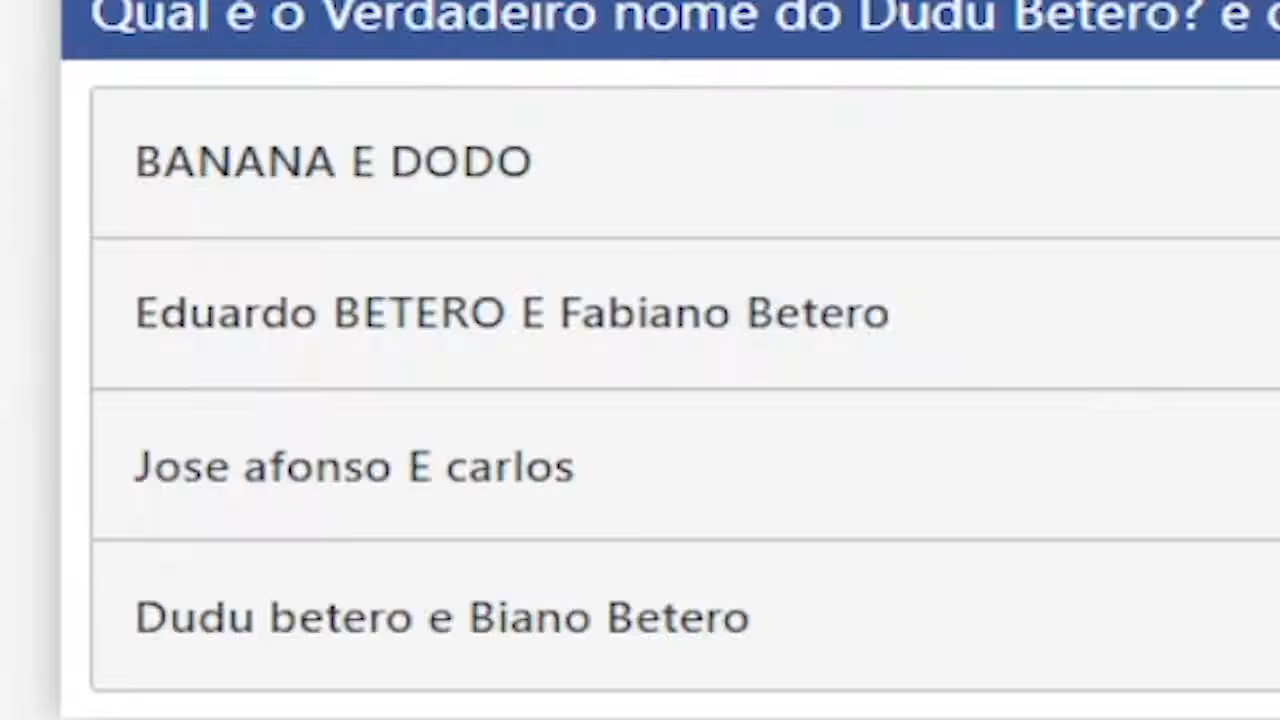 Qual é o Verdadeiro nome do Dudu Betero? e
BANANA E DODO
Eduardo BETERO E Fabiano Betero
Jose afonso E carlos
Dudu betero e Biano Betero